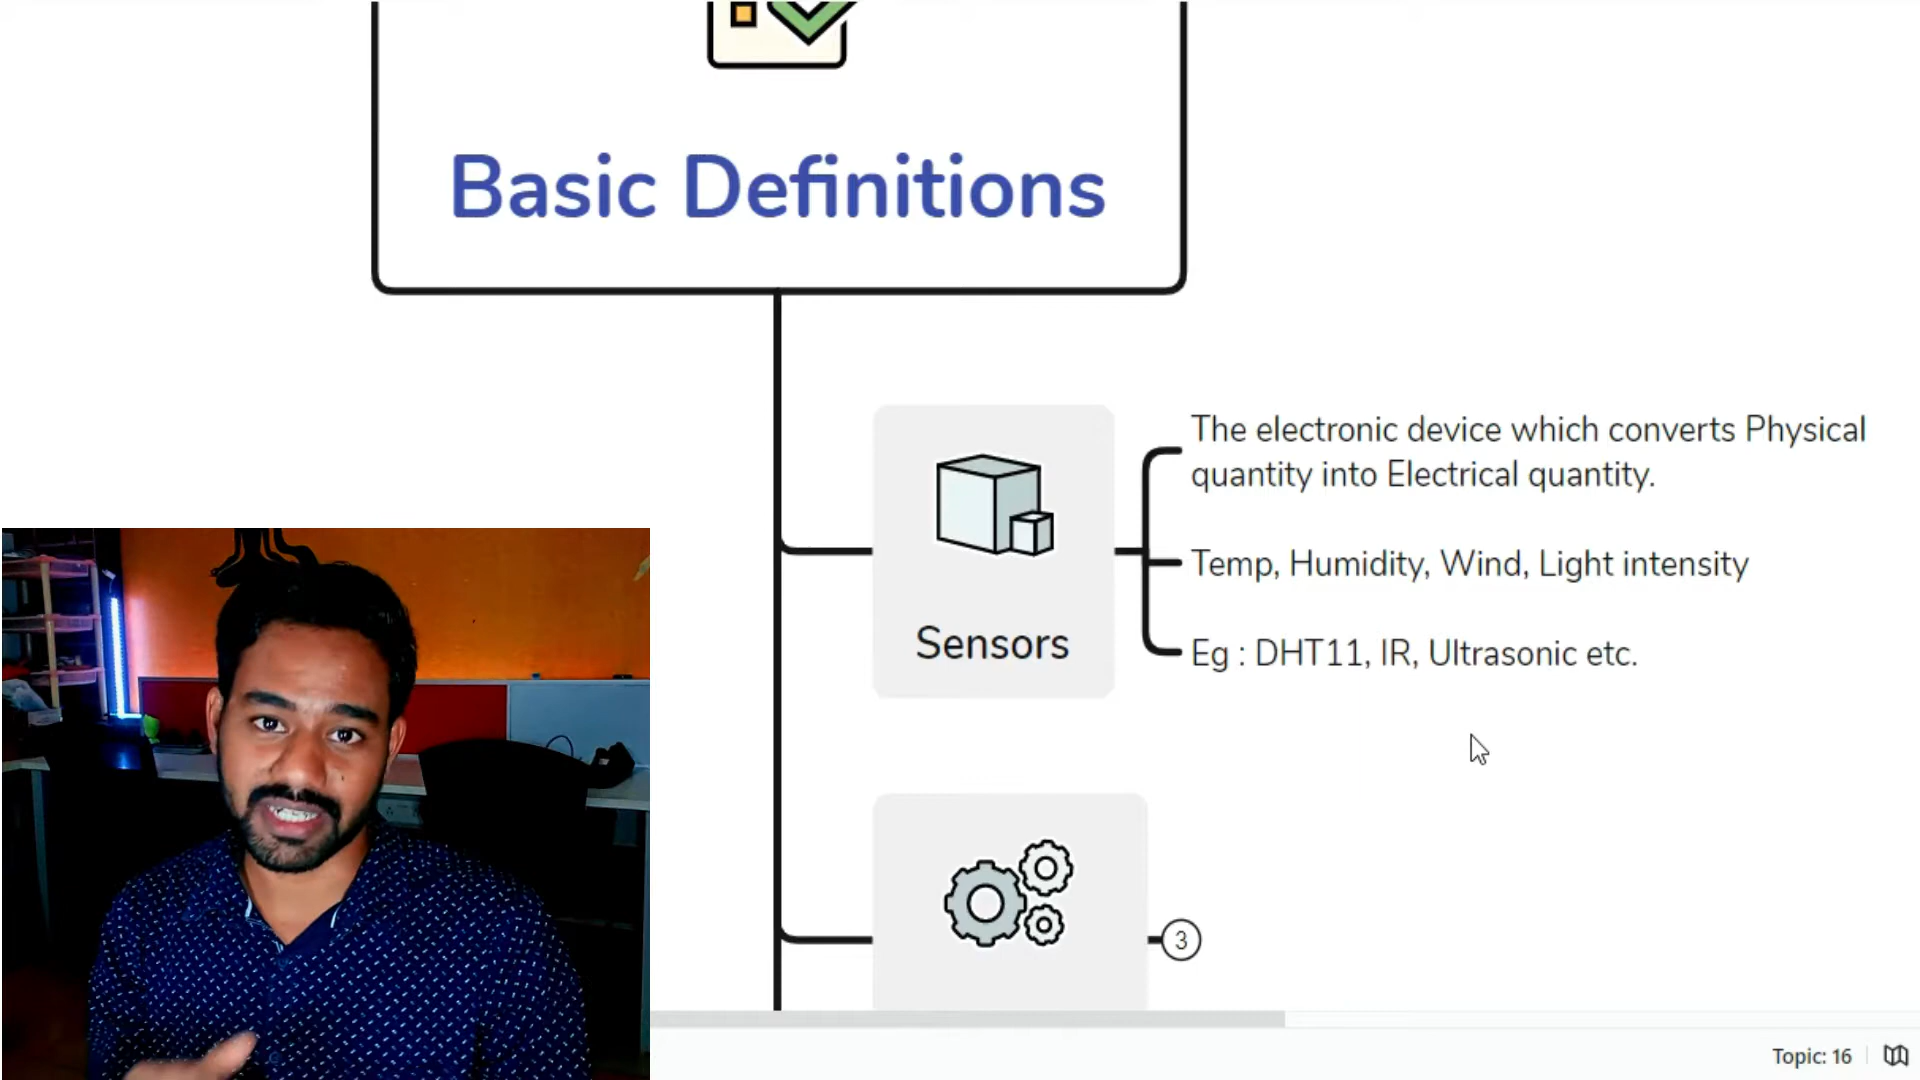 Basic Definitions
The electronic device which converts Physical
quantity into Electrical quantity.
Temp, Humidity, Wind, Light intensity
Sensors
Eg : DHT11, IR, Ultrasonic etc.
3
Topic: 16